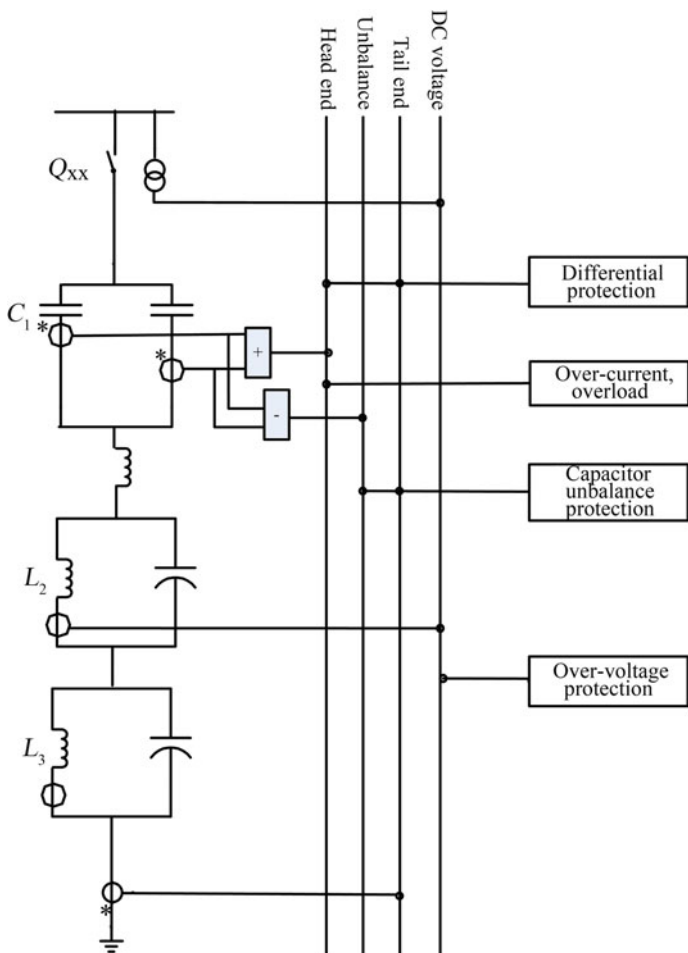 Head end
Unbalance
Tail end
DC voltage
Qxx
C1
*
*
+
-
L2
L3
*
Differential
protection
Over-current,
overload
Capacitor
unbalance
protection
Over-voltage
protection